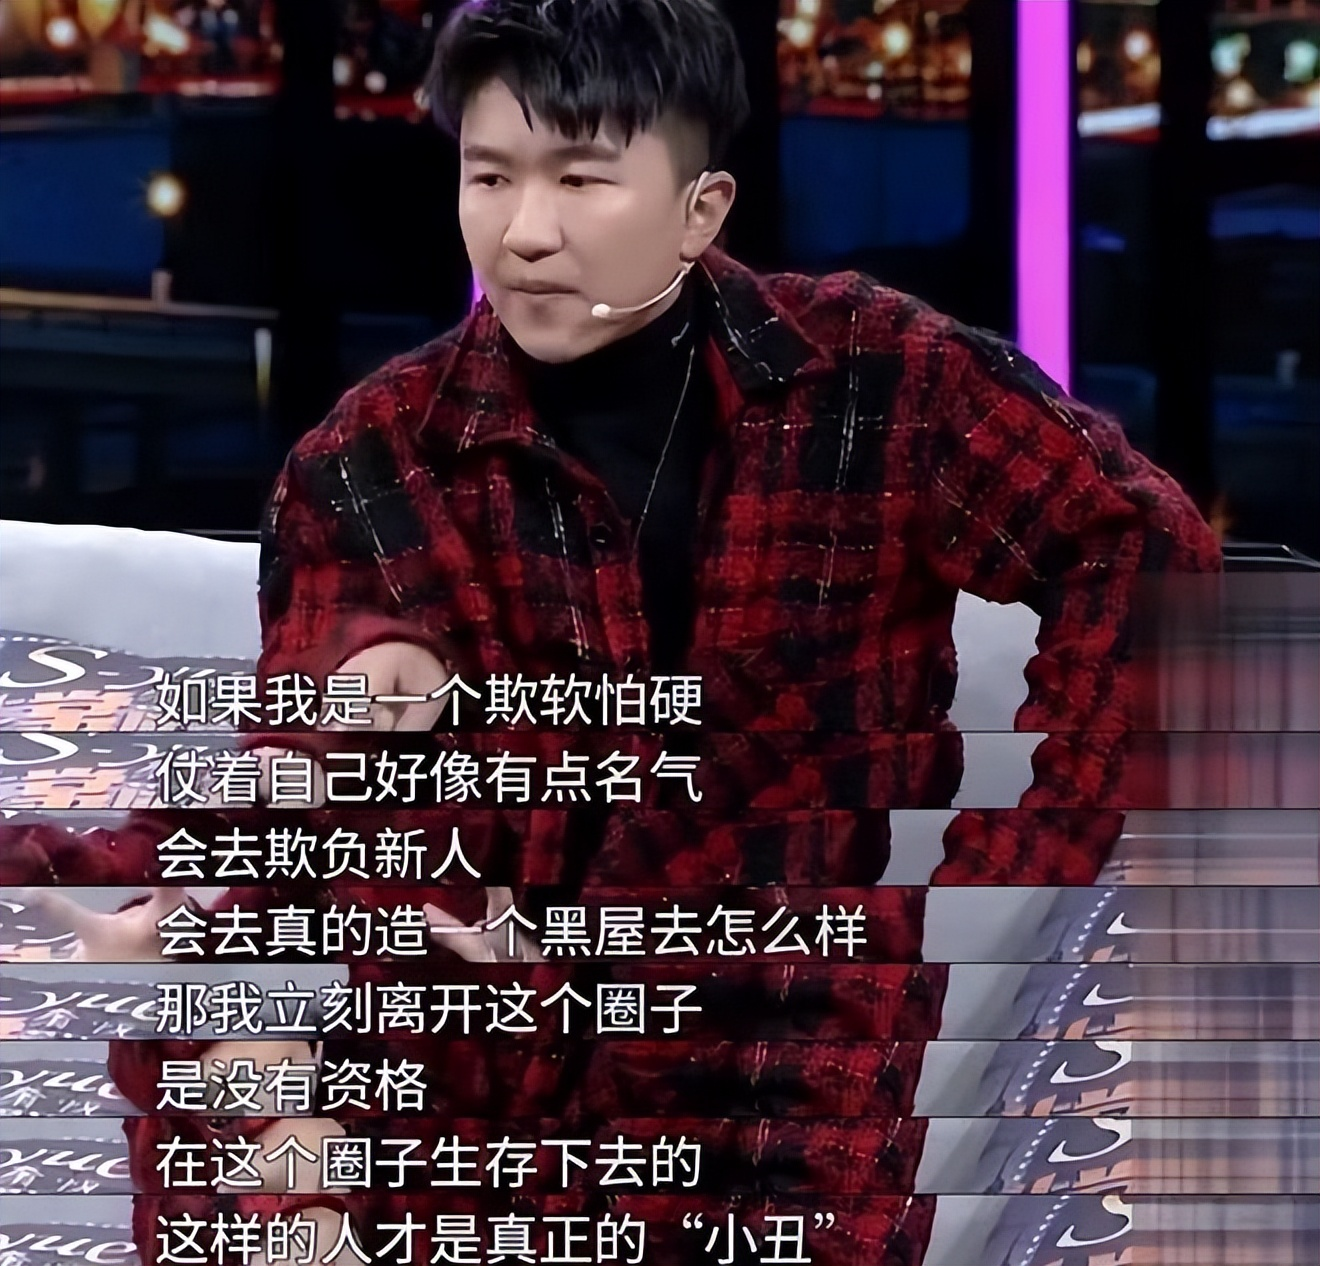 如果我是一个欺软怕硬
仗着自己好像有点名气
会去欺负新人
会去真的造一个黑屋去怎么样
那我立刻离开这个圈子
是没有资格
在这个圈子生存下去的
这样的人才是真正的“小丑”